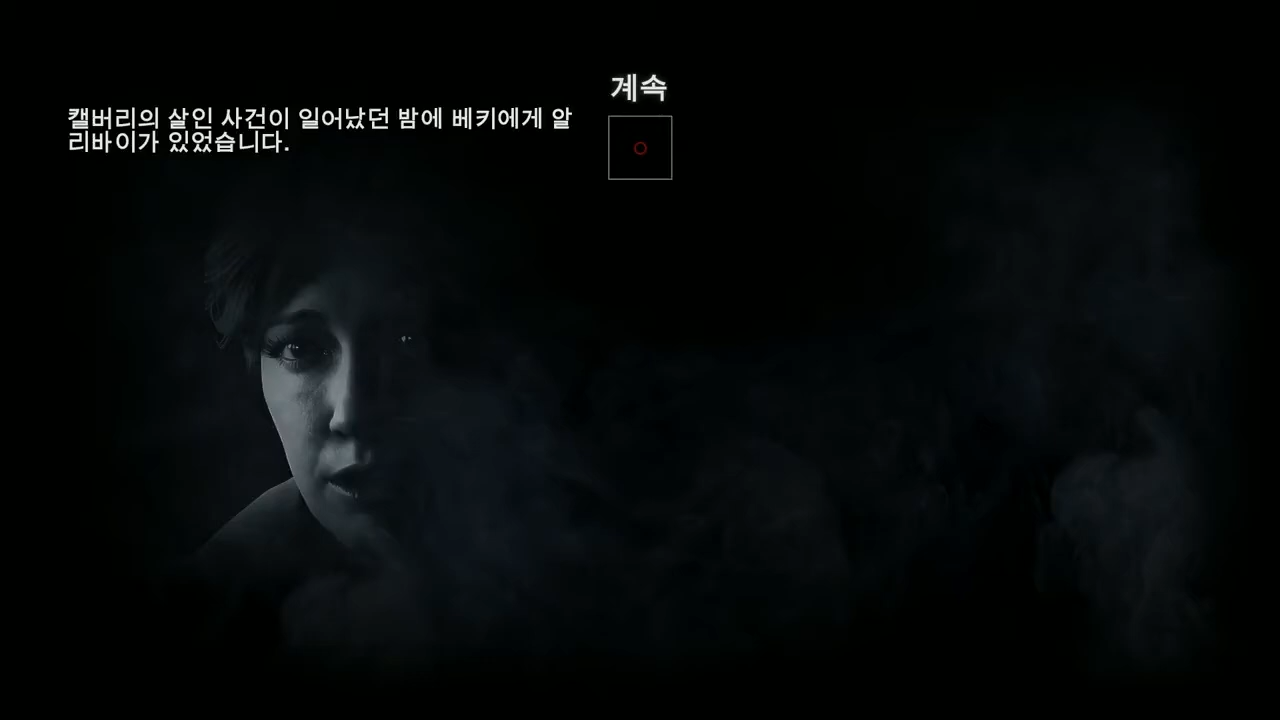 계속
캘버리의 살인 사건이 일어났던 밤에 베키에게 알
리바이가 있었습니다.